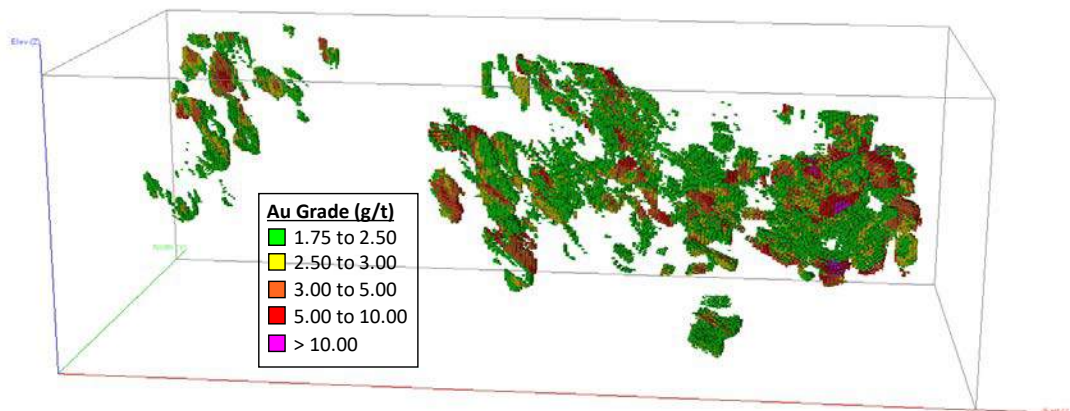 Elev (Z)
Au Grade (g/t)
1.75 to 2.50
2.50 to 3.00
3.00 to 5.00
5.00 to 10.00
> 10.00